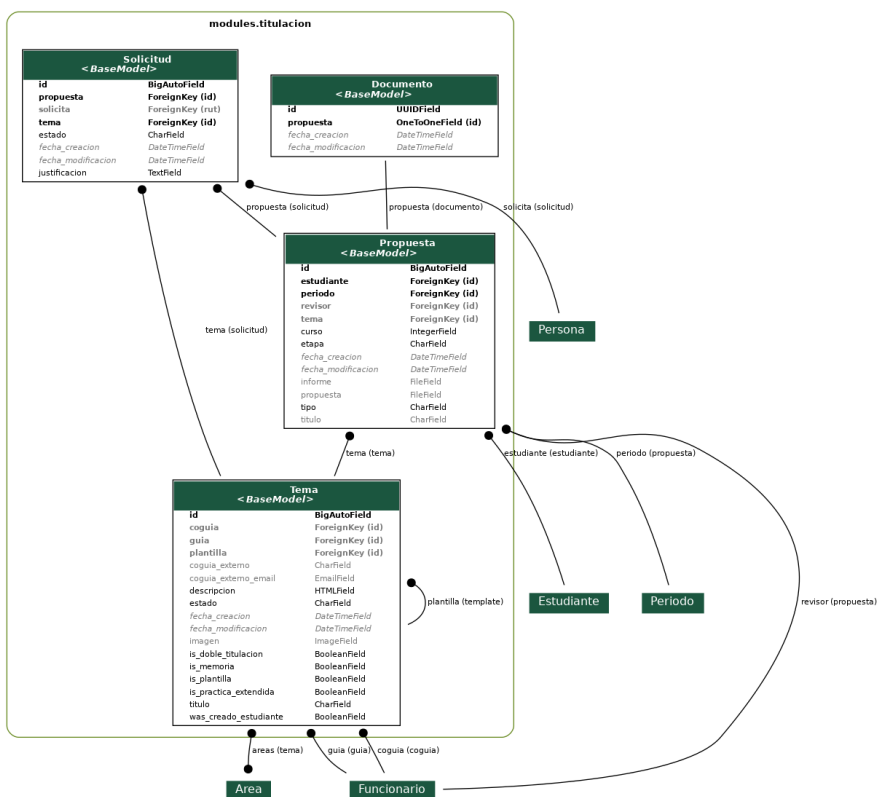 modules.titulacion
Solicitud
<BaseModel>
id BigAutoField
propuesta ForeignKey (id)
solicita ForeignKey (rut)
tema ForeignKey (id)
estado CharField
fecha_creacion DateTimeField
fecha_modificacion DateTimeField
justificacion TextField
Documento
<BaseModel>
id UUIDField
propuesta OneToOneField (id)
fecha_creacion DateTimeField
fecha_modificacion DateTimeField
propuesta (solicitud)
propuesta (documento)
solicita (solicitud)
Propuesta
<BaseModel>
id BigAutoField
estudiante ForeignKey (id)
periodo ForeignKey (id)
revisor ForeignKey (id)
tema ForeignKey (id)
curso IntegerField
etapa CharField
fecha_creacion DateTimeField
fecha_modificacion DateTimeField
informe FileField
propuesta FileField
tipo CharField
titulo CharField
tema (solicitud)
Persona
tema (tema)
estudiante (estudiante)
periodo (propuesta)
Tema
<BaseModel>
id BigAutoField
coguia ForeignKey (id)
guia ForeignKey (id)
plantilla ForeignKey (id)
coguia_externo CharField
coguia_externo_email EmailField
descripcion HTMLField
estado CharField
fecha_creacion DateTimeField
fecha_modificacion DateTimeField
imagen ImageField
is_doble_titulacion BooleanField
is_memoria BooleanField
is_plantilla BooleanField
is_practica_extendida BooleanField
titulo CharField
was_creado_estudiante BooleanField
plantilla (template)
Estudiante
Periodo
revisor (propuesta)
areas (tema)
guia (guia)
coguia (coguia)
Area
Funcionario